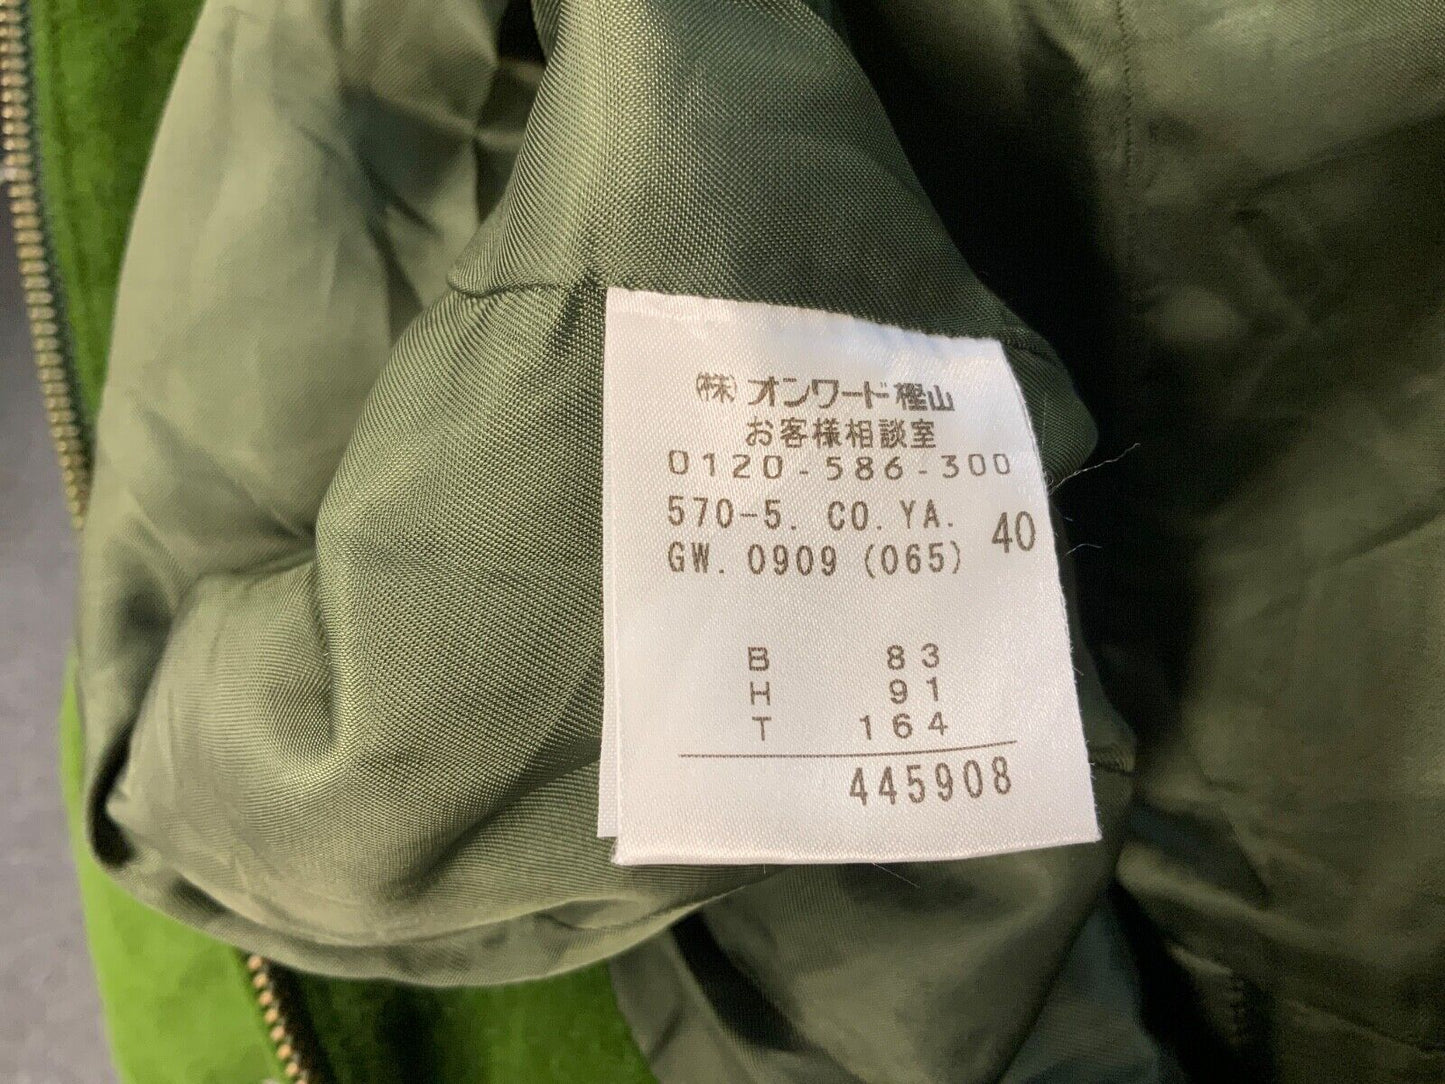 (株)オンワード樫山
お客様相談室
0120-586-300
570-5. CO. YA.
GW. 0909 (065) 40
B 83
H 91
T 164
445908